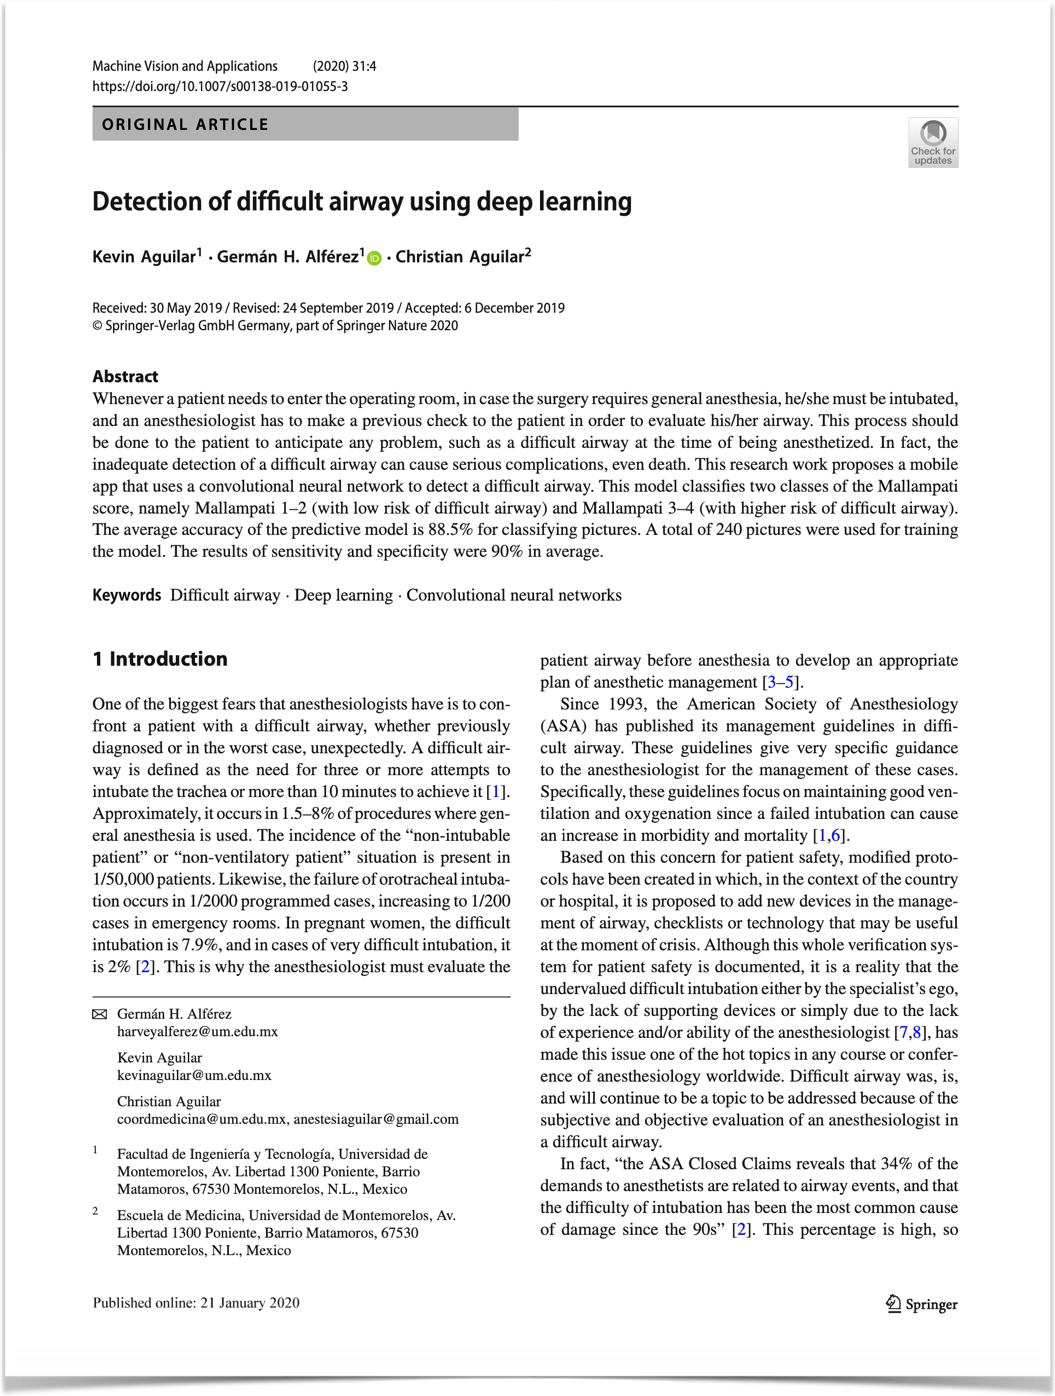 Machine Vision and Applications (2020) 31:4
https://doi.org/10.1007/s00138-019-01055-3
ORIGINAL ARTICLE
Check for
updates
Detection of difficult airway using deep learning
Kevin Aguilar1 · Germán H. Alférez1 iD · Christian Aguilar2
Received: 30 May 2019 / Revised: 24 September 2019 / Accepted: 6 December 2019
© Springer-Verlag GmbH Germany, part of Springer Nature 2020
Abstract
Whenever a patient needs to enter the operating room, in case the surgery requires general anesthesia, he/she must be intubated,
and an anesthesiologist has to make a previous check to the patient in order to evaluate his/her airway. This process should
be done to the patient to anticipate any problem, such as a difficult airway at the time of being anesthetized. In fact, the
inadequate detection of a difficult airway can cause serious complications, even death. This research work proposes a mobile
app that uses a convolutional neural network to detect a difficult airway. This model classifies two classes of the Mallampati
score, namely Mallampati 1–2 (with low risk of difficult airway) and Mallampati 3–4 (with higher risk of difficult airway).
The average accuracy of the predictive model is 88.5% for classifying pictures. A total of 240 pictures were used for training
the model. The results of sensitivity and specificity were 90% in average.
Keywords Difficult airway · Deep learning · Convolutional neural networks
1 Introduction
One of the biggest fears that anesthesiologists have is to con-
front a patient with a difficult airway, whether previously
diagnosed or in the worst case, unexpectedly. A difficult air-
way is defined as the need for three or more attempts to
intubate the trachea or more than 10 minutes to achieve it [1].
Approximately, it occurs in 1.5–8% of procedures where gen-
eral anesthesia is used. The incidence of the “non-intubable
patient” or “non-ventilatory patient” situation is present in
1/50,000 patients. Likewise, the failure of orotracheal intuba-
tion occurs in 1/2000 programmed cases, increasing to 1/200
cases in emergency rooms. In pregnant women, the difficult
intubation is 7.9%, and in cases of very difficult intubation, it
is 2% [2]. This is why the anesthesiologist must evaluate the
Germán H. Alférez
harveyalferez@um.edu.mx
Kevin Aguilar
kevinaguilar@um.edu.mx
Christian Aguilar
coordmedicina@um.edu.mx, anestesiaguilar@gmail.com
1 Facultad de Ingeniería y Tecnología, Universidad de
Montemorelos, Av. Libertad 1300 Poniente, Barrio
Matamoros, 67530 Montemorelos, N.L., Mexico
2 Escuela de Medicina, Universidad de Montemorelos, Av.
Libertad 1300 Poniente, Barrio Matamoros, 67530
Montemorelos, N.L., Mexico
patient airway before anesthesia to develop an appropriate
plan of anesthetic management [3–5].
Since 1993, the American Society of Anesthesiology
(ASA) has published its management guidelines in diffi-
cult airway. These guidelines give very specific guidance
to the anesthesiologist for the management of these cases.
Specifically, these guidelines focus on maintaining good ven-
tilation and oxygenation since a failed intubation can cause
an increase in morbidity and mortality [1,6].
Based on this concern for patient safety, modified proto-
cols have been created in which, in the context of the country
or hospital, it is proposed to add new devices in the manage-
ment of airway, checklists or technology that may be useful
at the moment of crisis. Although this whole verification sys-
tem for patient safety is documented, it is a reality that the
undervalued difficult intubation either by the specialist’s ego,
by the lack of supporting devices or simply due to the lack
of experience and/or ability of the anesthesiologist [7,8], has
made this issue one of the hot topics in any course or confer-
ence of anesthesiology worldwide. Difficult airway was, is,
and will continue to be a topic to be addressed because of the
subjective and objective evaluation of an anesthesiologist in
a difficult airway.
In fact, “the ASA Closed Claims reveals that 34% of the
demands to anesthetists are related to airway events, and that
the difficulty of intubation has been the most common cause
of damage since the 90s” [2]. This percentage is high, so
Published online: 21 January 2020
Springer